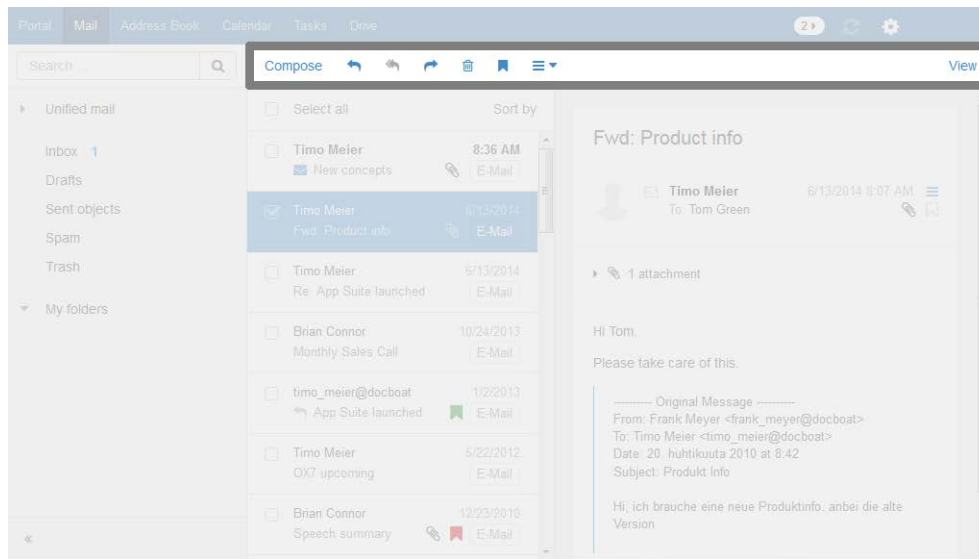 Portal Mail Address Book Calendar Tasks Drive 2
Search ...
Compose View
Unified mail
Inbox 1
Drafts
Sent objects
Spam
Trash
My folders
Select all Sort by
Timo Meier 8:36 AM
New concepts E-Mail
Timo Meier 6/13/2014
Fwd: Product info E-Mail
Timo Meier 6/13/2014
Re: App Suite launched E-Mail
Brian Connor 10/24/2013
Monthly Sales Call E-Mail
timo_meier@docboat 1/2/2013
App Suite launched E-Mail
Timo Meier 5/22/2012
OX7 upcoming E-Mail
Brian Connor 12/23/2010
Speech summary E-Mail
Fwd: Product info
Timo Meier 6/13/2014 8:07 AM
To: Tom Green
1 attachment
Hi Tom,
Please take care of this.
---------- Original Message ----------
From: Frank Meyer <frank_meyer@docboat>
To: Timo Meier <timo_meier@docboat>
Date: 20. huhtikuuta 2010 at 8:42
Subject: Produkt Info
Hi, ich brauche eine neue Produktinfo, anbei die alte
Version